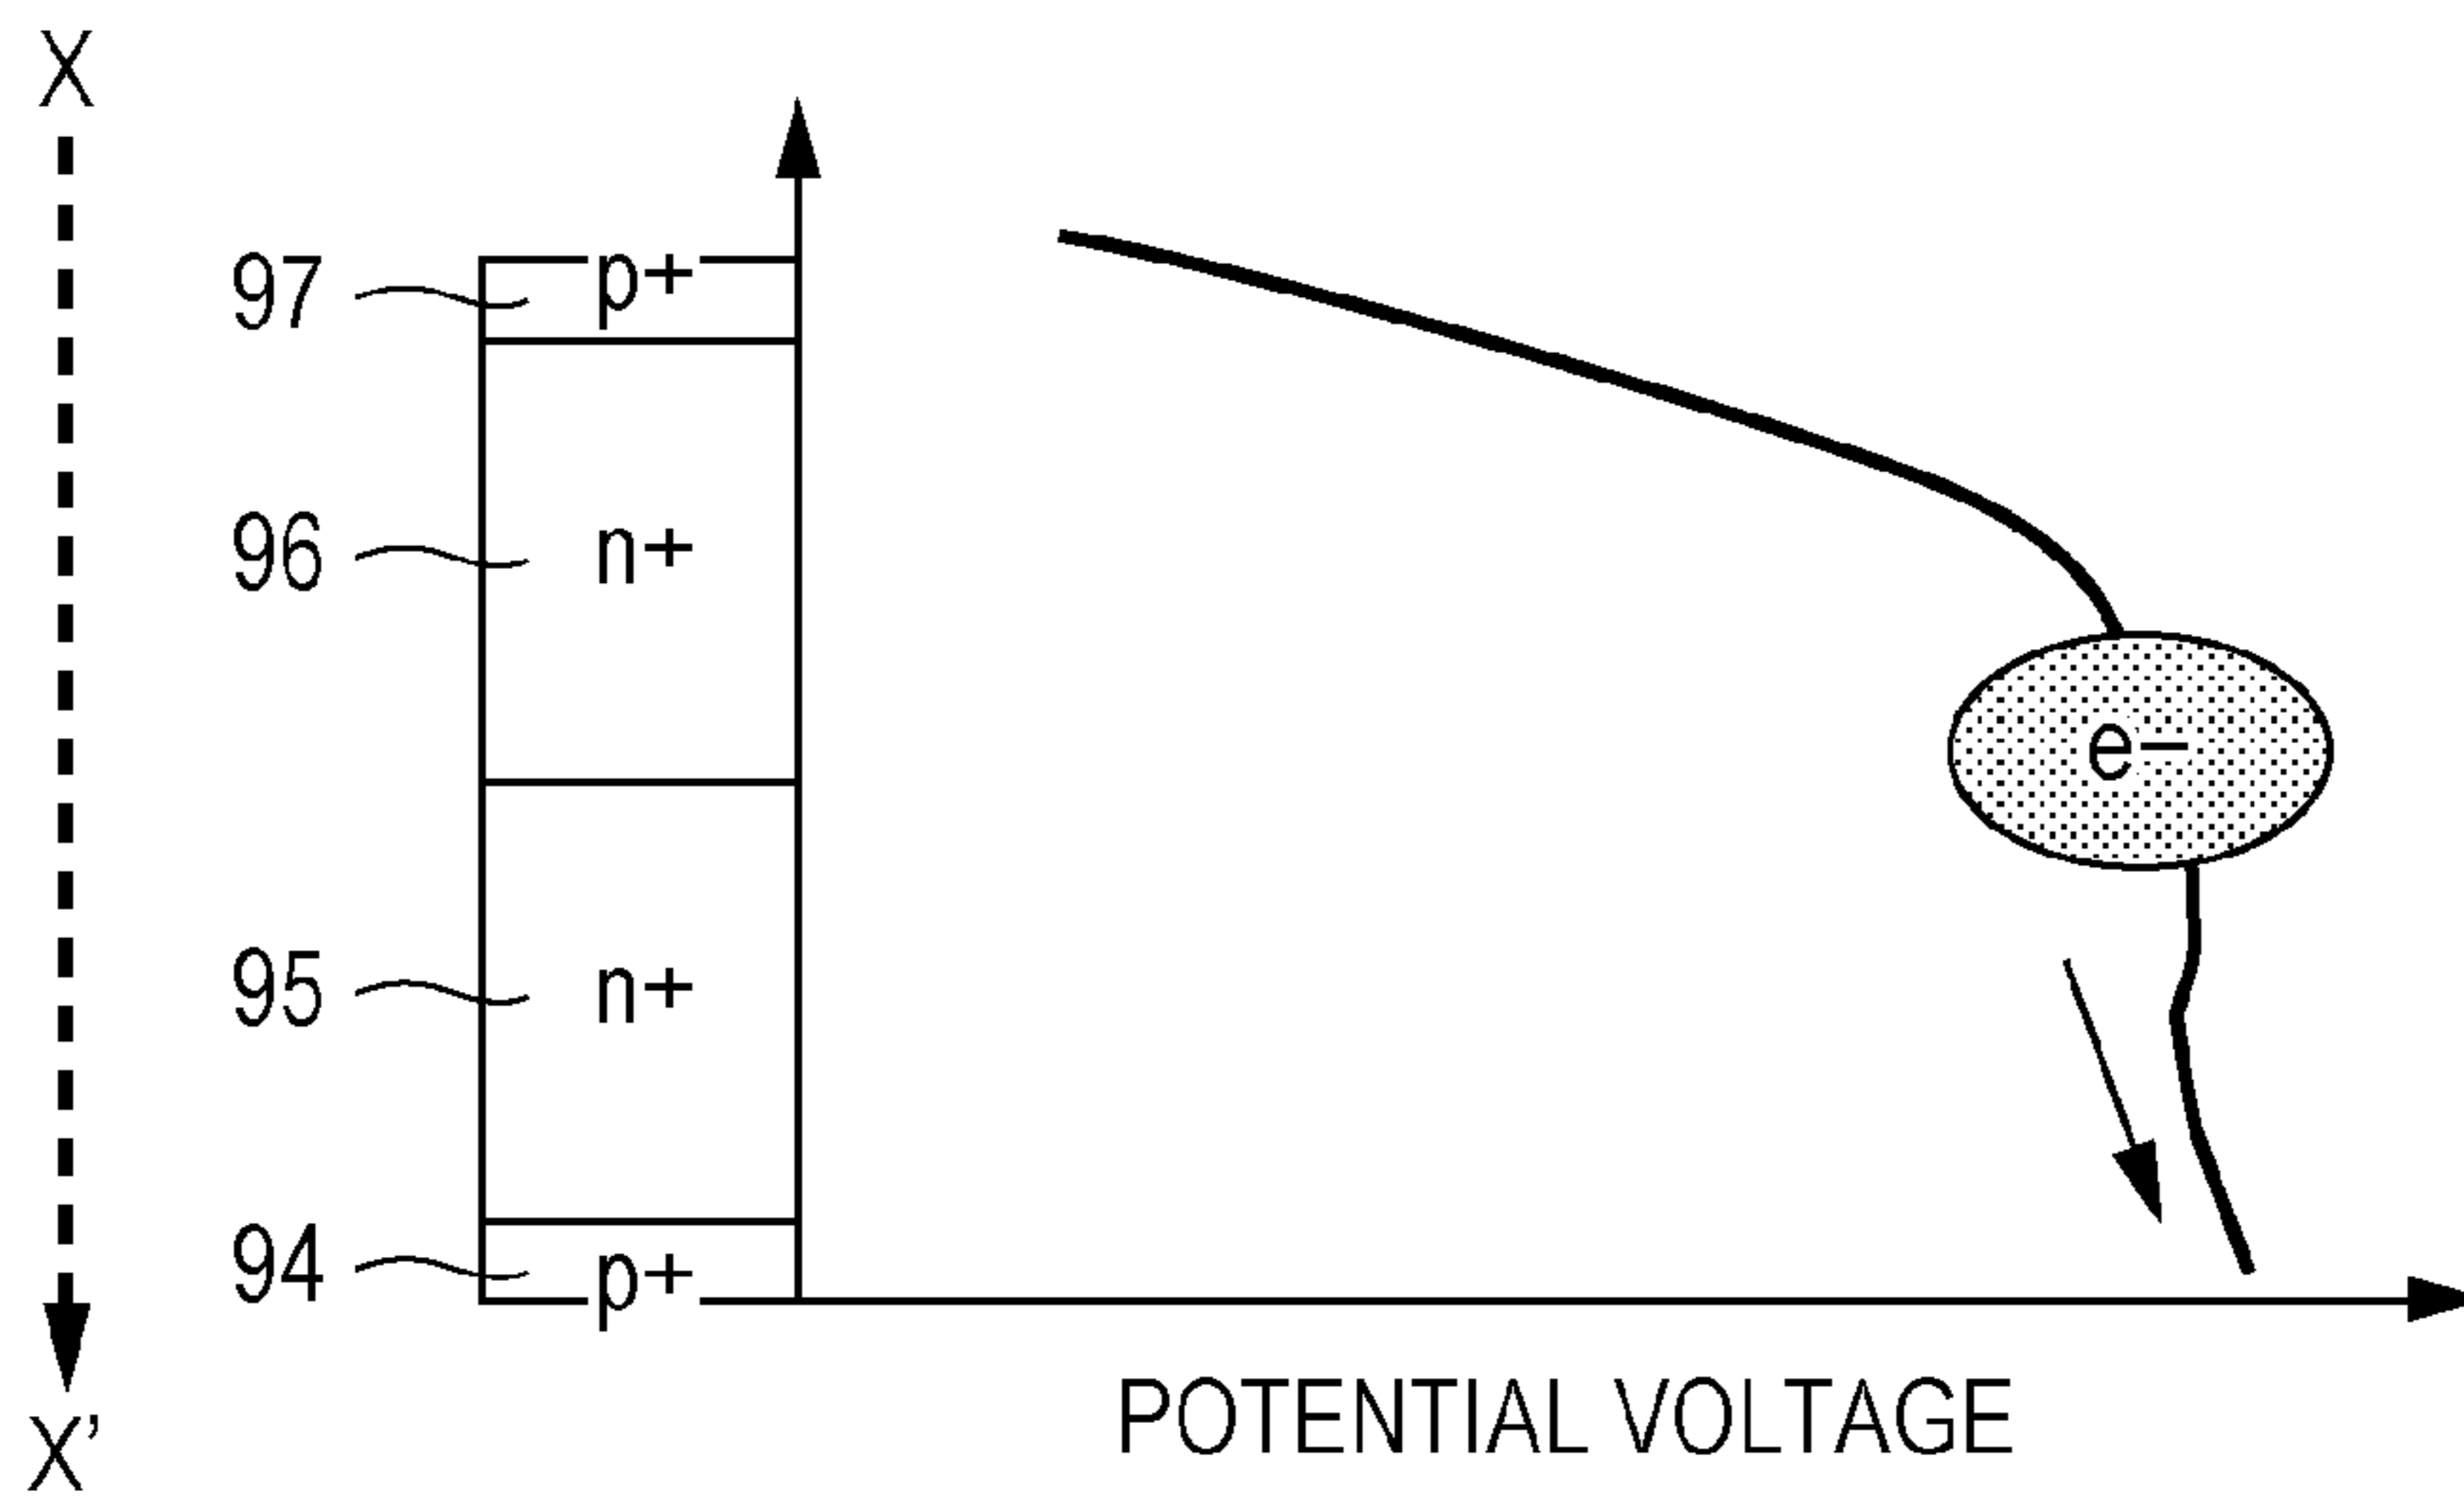 X
97 p+
96 n+
e−
95 n+
94 p+
POTENTIAL VOLTAGE
X'